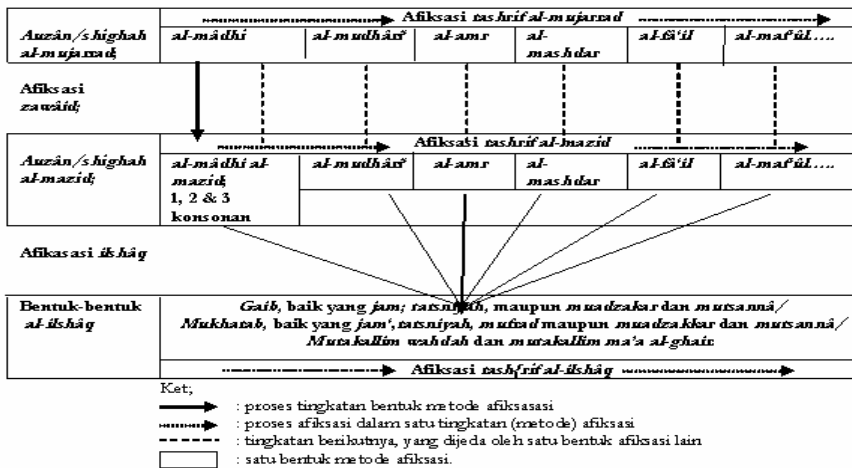 Afiksasi tashrif al-mujarrad
Auzân/shighah al-mujarrad;
al-mâdhi al-mudhâri‘ al-amr al-mashdar al-fâ‘il al-maf‘ûl....
Afiksasi
zawâid;
Afiksasi tashrif al-mazid
Auzân/shighah al-mazid;
al-mâdhi al-mazid; 1, 2 & 3 konsonan
al-mudhâri‘ al-amr al-mashdar al-fâ‘il al-maf‘ûl....
Afikasasi ilshâq
Bentuk-bentuk al-ilshâq
Gaib, baik yang jam; tatsniyah, maupun muadzakar dan mutsannâ/
Mukhatab, baik yang jam‘, tatsniyah, mufrad maupun muadzakkar dan mutsannâ/
Mutakallim wahdah dan mutakallim ma'a al-ghair.
Afiksasi tashfrif al-ilshâq
Ket;
: proses tingkatan bentuk metode afiksasasi
: proses afiksasi dalam satu tingkatan (metode) afiksasi
: tingkatan berikutnya, yang dijeda oleh satu bentuk afiksasi lain
: satu bentuk metode afiksasi.